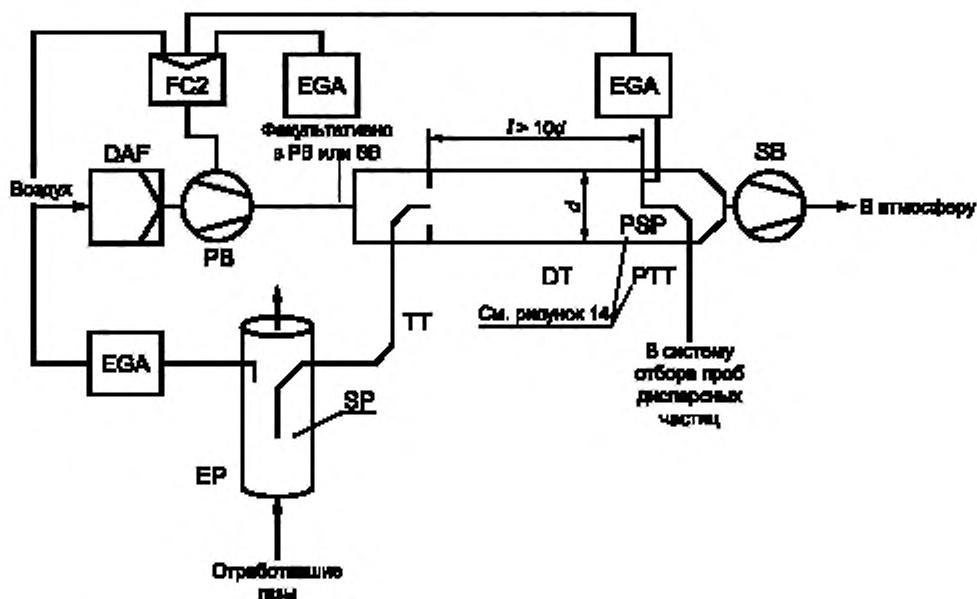 FC2
EGA
EGA
Факультативно
в РВ или SB
l > 10d
DAF
SB
Воздух
d
В атмосферу
PSP
PB
DT
PTT
См. рисунок 14
TT
EGA
В систему
отбора проб
дисперсных
частиц
SP
EP
Отработавшие
газы